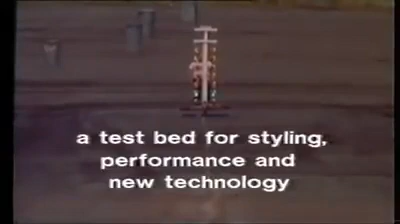 a test bed for styling,
performance and
new technology